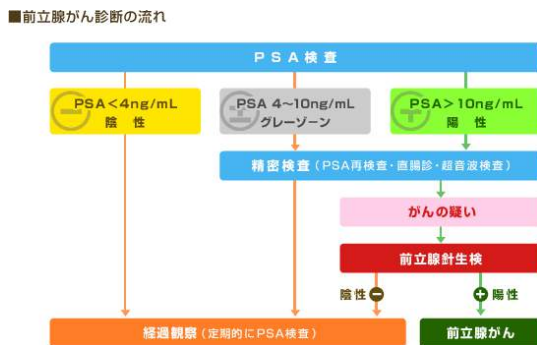 ■前立腺がん診断の流れ
PSA検査
PSA<4ng/mL
陰 性
PSA 4～10ng/mL
グレーゾーン
PSA>10ng/mL
陽 性
精密検査(PSA再検査・直腸診・超音波検査)
がんの疑い
前立腺針生検
陰性
陽性
経過観察(定期的にPSA検査)
前立腺がん